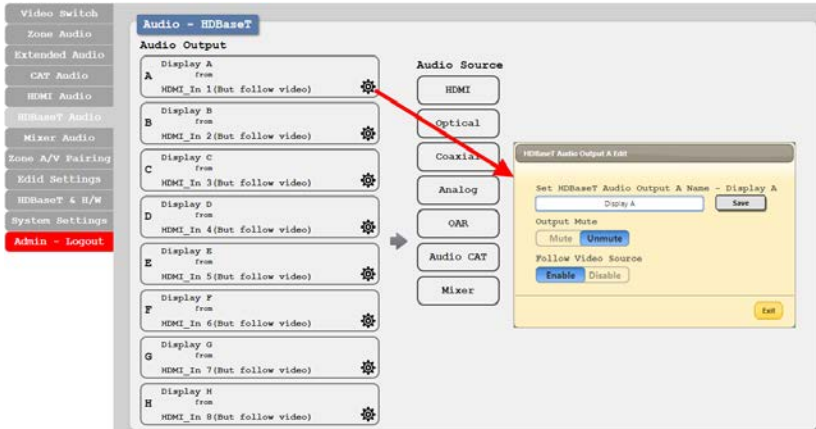 Video Switch
Zone Audio
Extended Audio
CAT Audio
HDMI Audio
HDBaseT Audio
Mixer Audio
Zone A/V Pairing
Edid Settings
HDBaseT & H/W
System Settings
Admin - Logout
Audio - HDBaseT
Audio Output
Display A
A from
HDMI_In 1(But follow video)
Display B
B from
HDMI_In 2(But follow video)
Display C
C from
HDMI_In 3(But follow video)
Display D
D from
HDMI_In 4(But follow video)
Display E
E from
HDMI_In 5(But follow video)
Display F
F from
HDMI_In 6(But follow video)
Display G
G from
HDMI_In 7(But follow video)
Display H
H from
HDMI_In 8(But follow video)
Audio Source
HDMI
Optical
Coaxial
Analog
OAR
Audio CAT
Mixer
HDBaseT Audio Output A Edit
Set HDBaseT Audio Output A Name - Display A
Display A Save
Output Mute
Mute Unmute
Follow Video Source
Enable Disable
Exit